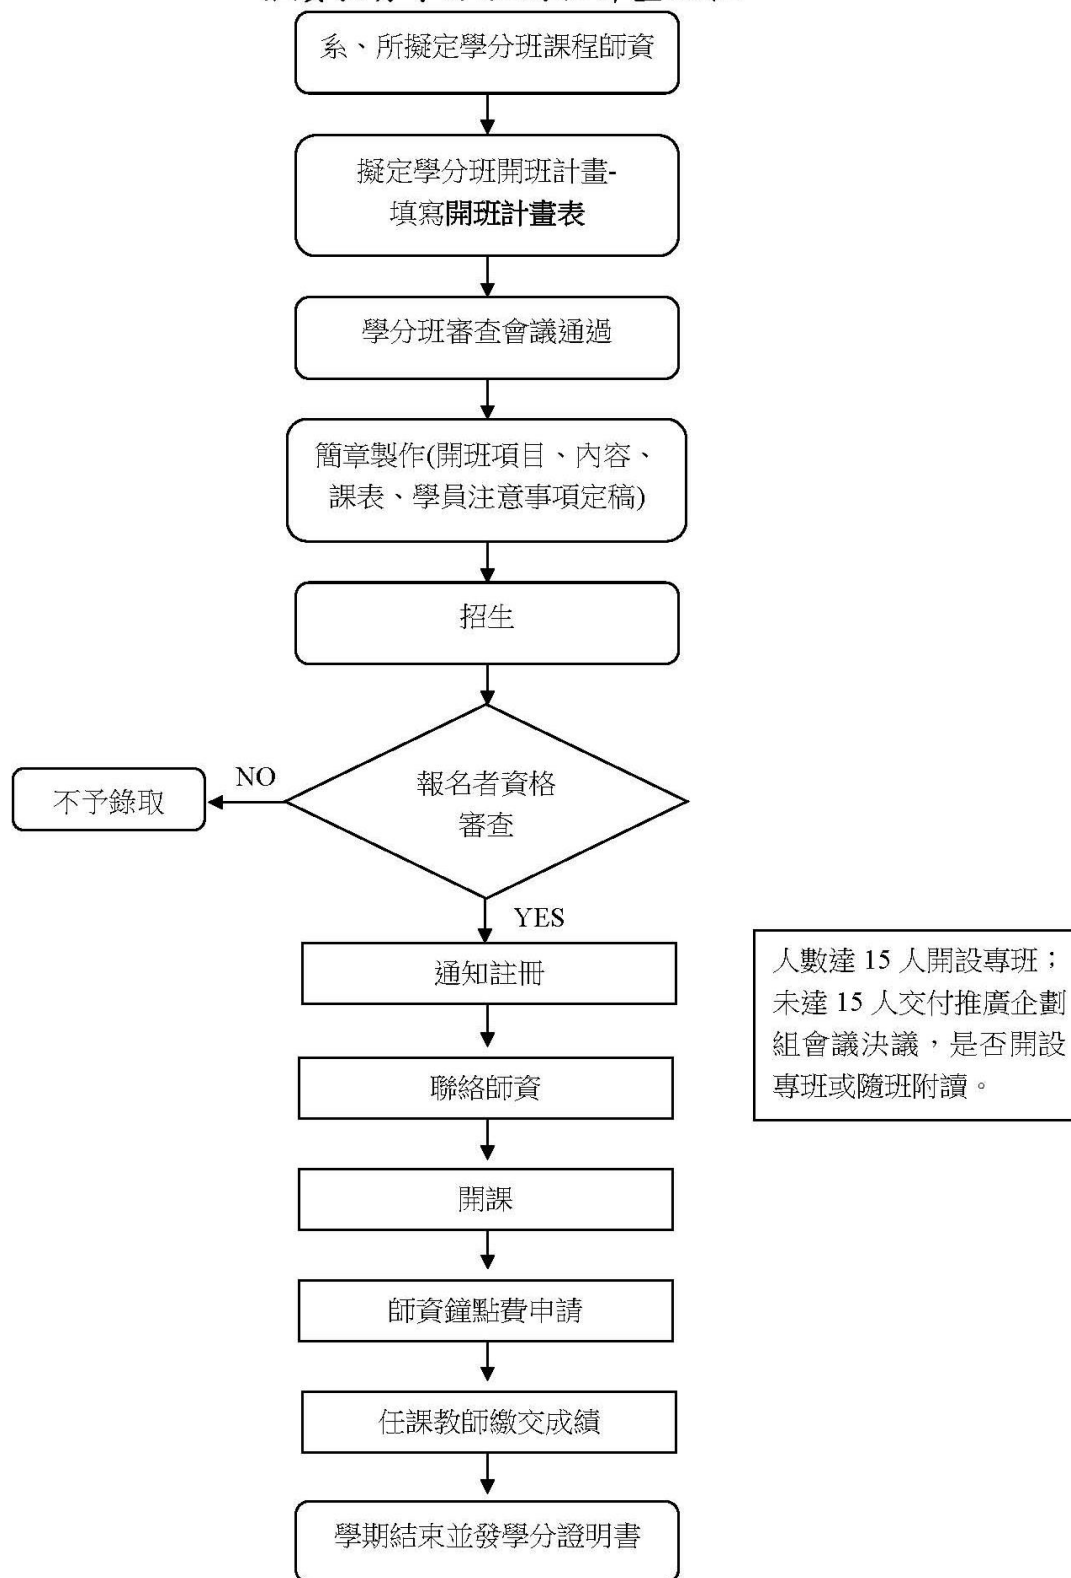 系、所擬定學分班課程師資
擬定學分班開班計畫-
填寫開班計畫表
學分班審查會議通過
簡章製作(開班項目、內容、
課表、學員注意事項定稿)
招生
報名者資格
審查
NO
不予錄取
YES
通知註冊
人數達 15 人開設專班；
未達 15 人交付推廣企劃
組會議決議，是否開設
專班或隨班附讀。
聯絡師資
開課
師資鐘點費申請
任課教師繳交成績
學期結束並發學分證明書